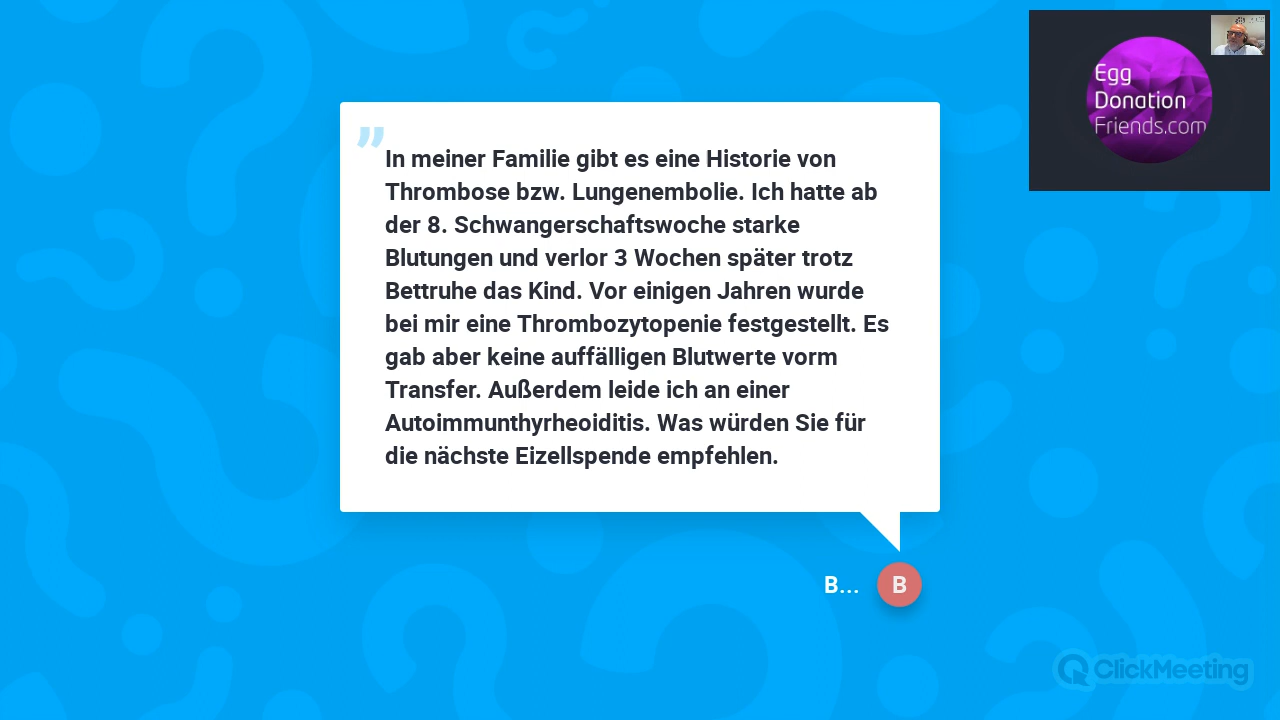 In meiner Familie gibt es eine Historie von
Thrombose bzw. Lungenembolie. Ich hatte ab
der 8. Schwangerschaftswoche starke
Blutungen und verlor 3 Wochen später trotz
Bettruhe das Kind. Vor einigen Jahren wurde
bei mir eine Thrombozytopenie festgestellt. Es
gab aber keine auffälligen Blutwerte vorm
Transfer. Außerdem leide ich an einer
Autoimmunthyrheoiditis. Was würden Sie für
die nächste Eizellspende empfehlen.
B... B
Egg
Donation
Friends.com
ClickMeeting